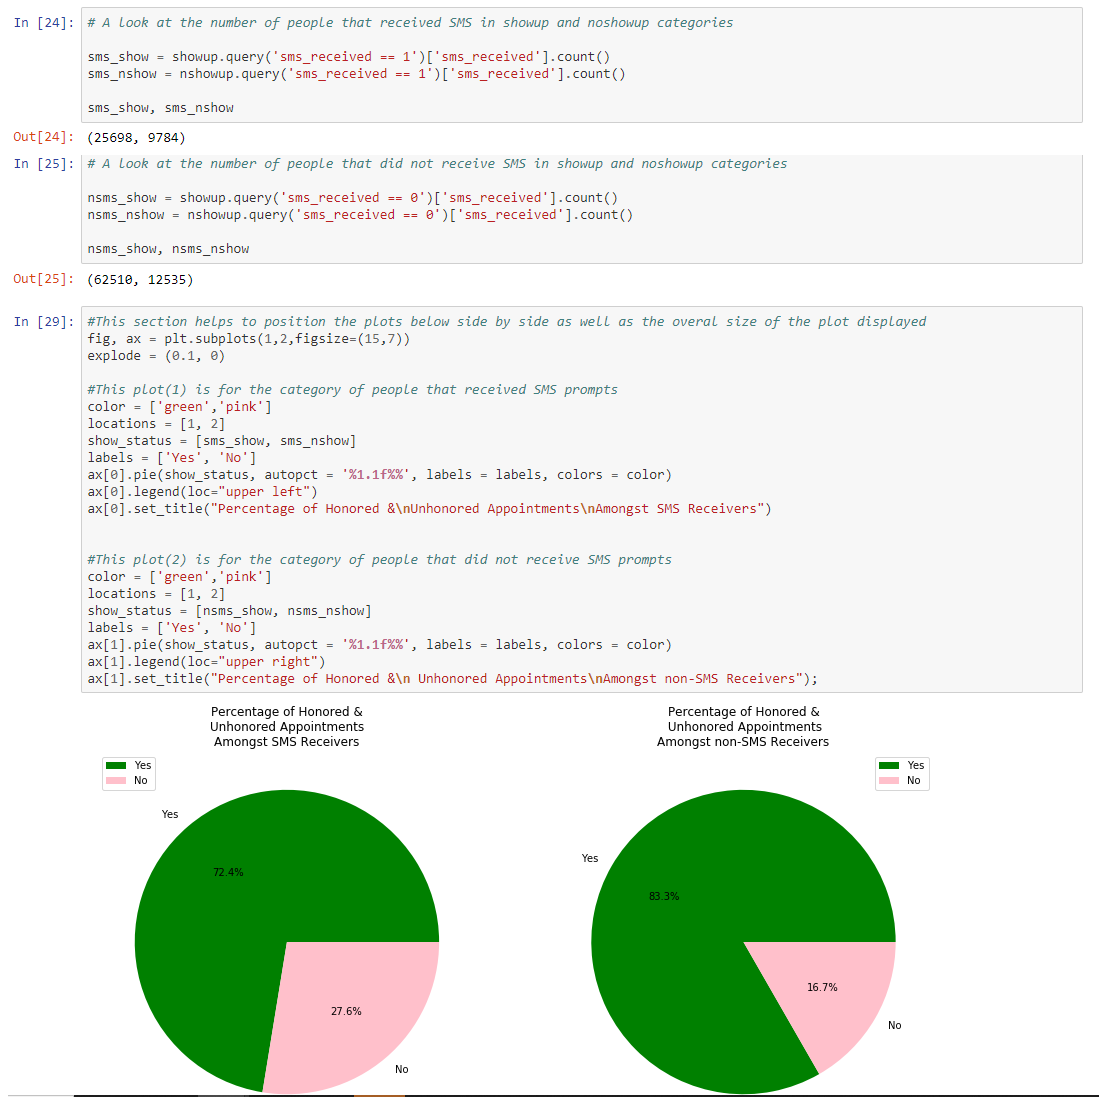 In [24]: # A look at the number of people that received SMS in showup and noshowup categories
sms_show = showup.query('sms_received == 1')['sms_received'].count()
sms_nshow = nshowup.query('sms_received == 1')['sms_received'].count()
sms_show, sms_nshow
Out[24]: (25698, 9784)
In [25]: # A look at the number of people that did not receive SMS in showup and noshowup categories
nsms_show = showup.query('sms_received == 0')['sms_received'].count()
nsms_nshow = nshowup.query('sms_received == 0')['sms_received'].count()
nsms_show, nsms_nshow
Out[25]: (62510, 12535)
In [29]: #This section helps to position the plots below side by side as well as the overal size of the plot displayed
fig, ax = plt.subplots(1,2,figsize=(15,7))
explode = (0.1, 0)
#This plot(1) is for the category of people that received SMS prompts
color = ['green','pink']
locations = [1, 2]
show_status = [sms_show, sms_nshow]
labels = ['Yes', 'No']
ax[0].pie(show_status, autopct = '%1.1f%%', labels = labels, colors = color)
ax[0].legend(loc="upper left")
ax[0].set_title("Percentage of Honored &\nUnhonored Appointments\nAmongst SMS Receivers")
#This plot(2) is for the category of people that did not receive SMS prompts
color = ['green','pink']
locations = [1, 2]
show_status = [nsms_show, nsms_nshow]
labels = ['Yes', 'No']
ax[1].pie(show_status, autopct = '%1.1f%%', labels = labels, colors = color)
ax[1].legend(loc="upper right")
ax[1].set_title("Percentage of Honored &\n Unhonored Appointments\nAmongst non-SMS Receivers");
Percentage of Honored &
Unhonored Appointments
Amongst SMS Receivers
Yes
No
Yes
72.4%
27.6%
No
Percentage of Honored &
Unhonored Appointments
Amongst non-SMS Receivers
Yes
No
Yes
83.3%
16.7%
No